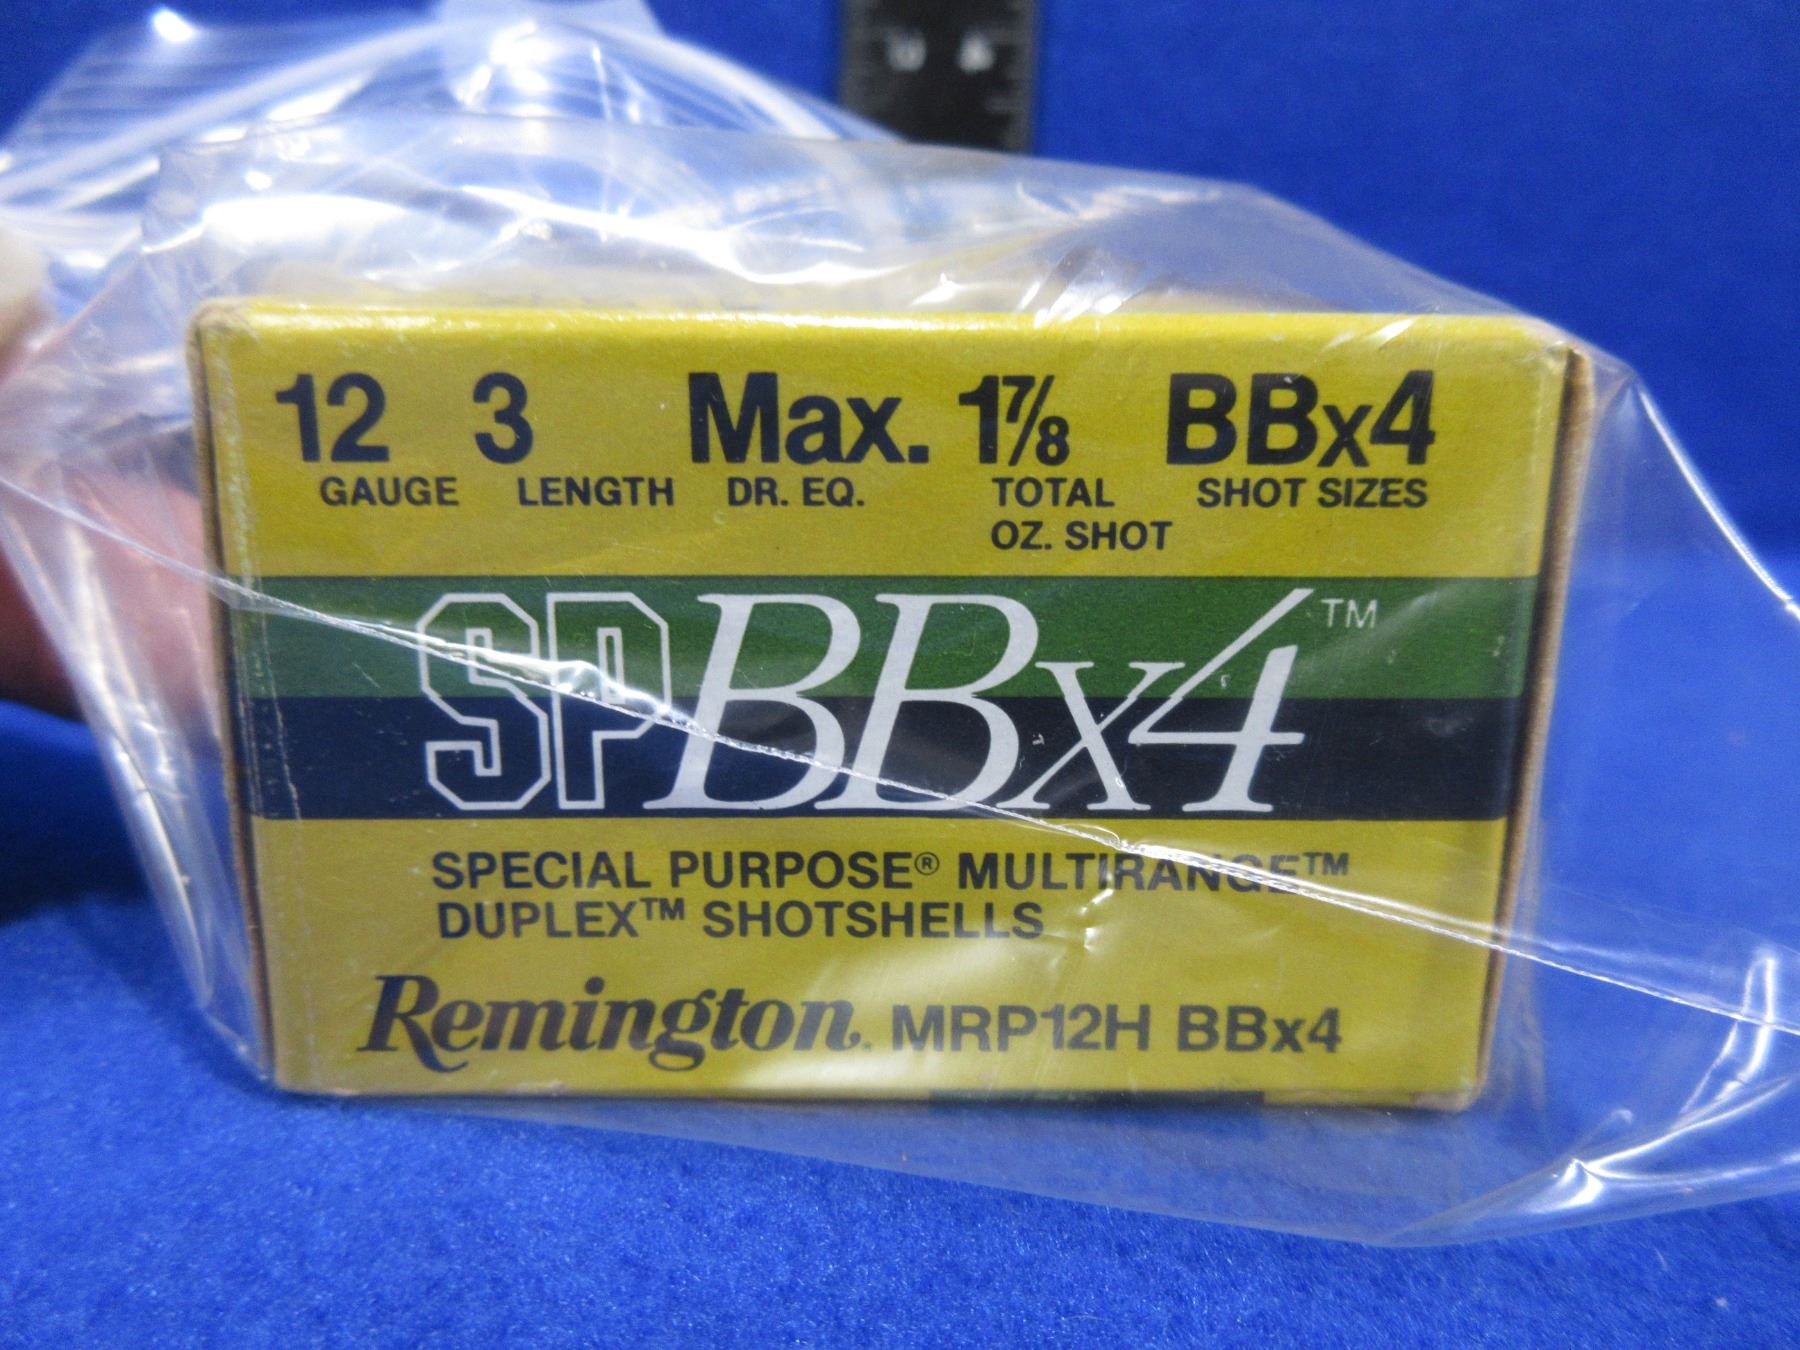 12 3 Max. 1⅞ BBx4
GAUGE LENGTH DR. EQ. TOTAL SHOT SIZES
OZ. SHOT
SPBBx4™
SPECIAL PURPOSE® MULTIRANGE™
DUPLEX™ SHOTSHELLS
Remington. MRP12H BBx4